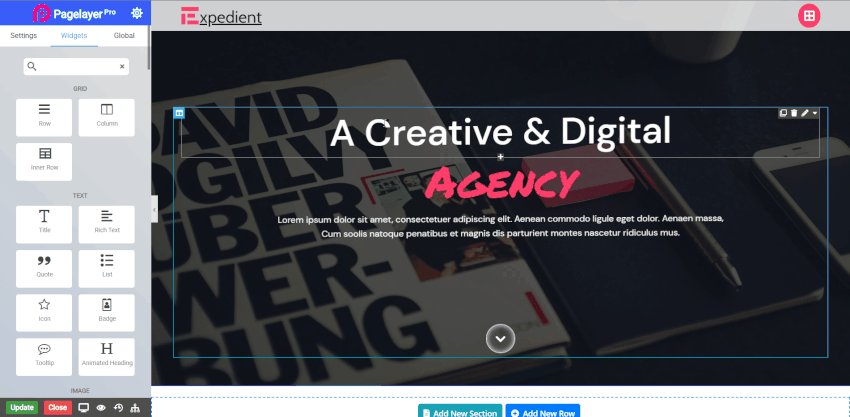 Pagelayer Pro
Settings
Widgets
Global
GRID
Row
Column
Inner Row
TEXT
Title
Rich Text
Quote
List
Icon
Badge
Tooltip
Animated Heading
IMAGE
Update
Close
Expedient
A Creative & Digital
AGENCY
Lorem ipsum dolor sit amet, consectetuer adipiscing elit. Aenean commodo ligule eget dolor. Aenaen massa,
Cum soolis natoque penatibus et magnis dis parturient montes nascetur ridiculus mus.
DAVID
OGILVY
ÜBER
WER-
BUNG
Add New Section
Add New Row